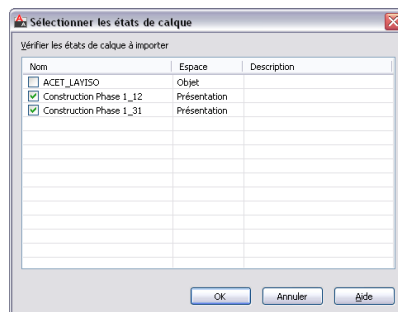 Sélectionner les états de calque
Vérifier les états de calque à importer
Nom Espace Description
ACET_LAYISO Objet
Construction Phase 1_12 Présentation
Construction Phase 1_31 Présentation
OK Annuler Aide